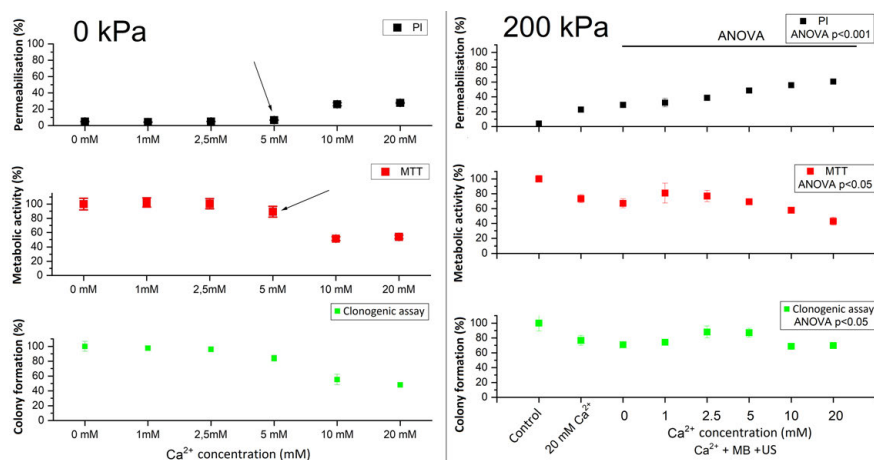 0 kPa
PI
Permeabilisation (%)
100
80
60
40
20
0
0 mM 1mM 2,5mM 5 mM 10 mM 20 mM
MTT
Metabolic activity (%)
100
80
60
40
20
0
0 mM 1mM 2,5mM 5 mM 10 mM 20 mM
Clonogenic assay
Colony formation (%)
100
80
60
40
20
0
0 mM 1mM 2,5mM 5 mM 10 mM 20 mM
Ca²⁺ concentration (mM)
200 kPa
ANOVA
PI
ANOVA p<0.001
Permeabilisation (%)
100
80
60
40
20
0
MTT
ANOVA p<0.05
Metabolic activity (%)
100
80
60
40
20
0
Clonogenic assay
ANOVA p<0.05
Colony formation (%)
100
80
60
40
20
0
Control 20 mM Ca²⁺ 0 1 2.5 5 10 20
Ca²⁺ concentration (mM)
Ca²⁺ + MB +US